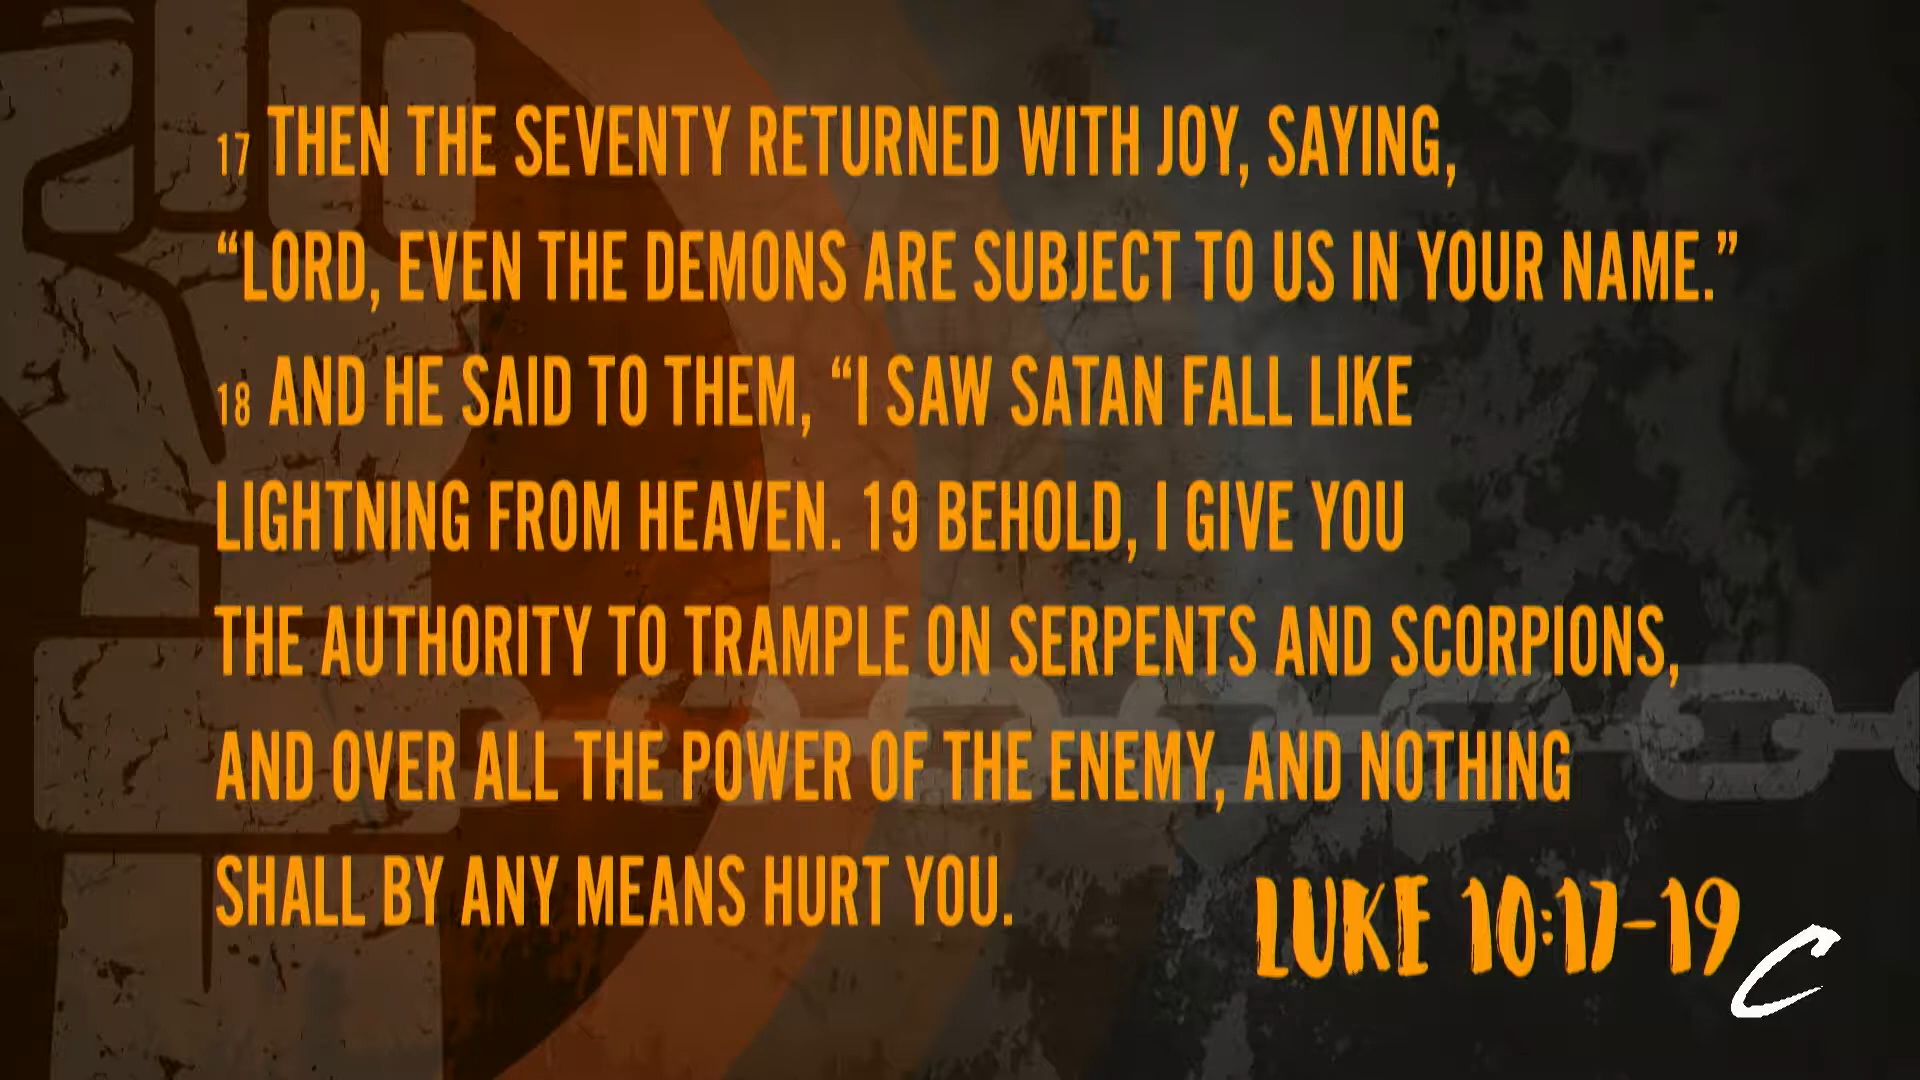 17 THEN THE SEVENTY RETURNED WITH JOY, SAYING,
“LORD, EVEN THE DEMONS ARE SUBJECT TO US IN YOUR NAME.”
18 AND HE SAID TO THEM, “I SAW SATAN FALL LIKE
LIGHTNING FROM HEAVEN. 19 BEHOLD, I GIVE YOU
THE AUTHORITY TO TRAMPLE ON SERPENTS AND SCORPIONS,
AND OVER ALL THE POWER OF THE ENEMY, AND NOTHING
SHALL BY ANY MEANS HURT YOU.
LUKE 10:17-19
C